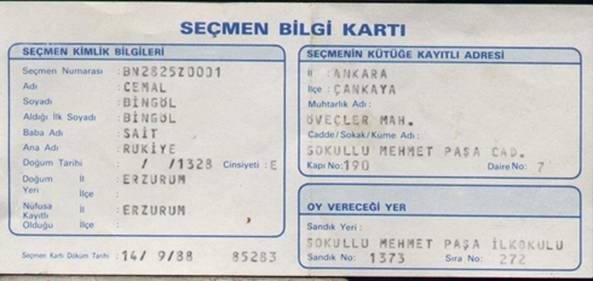 SEÇMEN BİLGİ KARTI
SEÇMEN KİMLİK BİLGİLERİ
Seçmen Numarası :BN2825Z0001
Adı :CEMAL
Soyadı :BİNGÖL
Aldığı İlk Soyadı :BİNGÖL
Baba Adı :SAİT
Ana Adı :RUKİYE
Doğum Tarihi : / /1328 Cinsiyeti :E
Doğum Yeri İl :ERZURUM
İlçe :
Nüfusa Kayıtlı Olduğu İl :ERZURUM
İlçe :
Seçmen Kartı Döküm Tarihi :14/ 9/88 85283
SEÇMENİN KÜTÜĞE KAYITLI ADRESİ
İl :ANKARA
İlçe :ÇANKAYA
Muhtarlık Adı :
ÖVEÇLER MAH.
Cadde/Sokak/Küme Adı :
SOKULLU MEHMET PAŞA CAD.
Kapı No:190 Daire No: 7
OY VERECEĞİ YER
Sandık Yeri :
SOKULLU MEHMET PAŞA İLKOKULU
Sandık No: 1373 Sıra No: 272